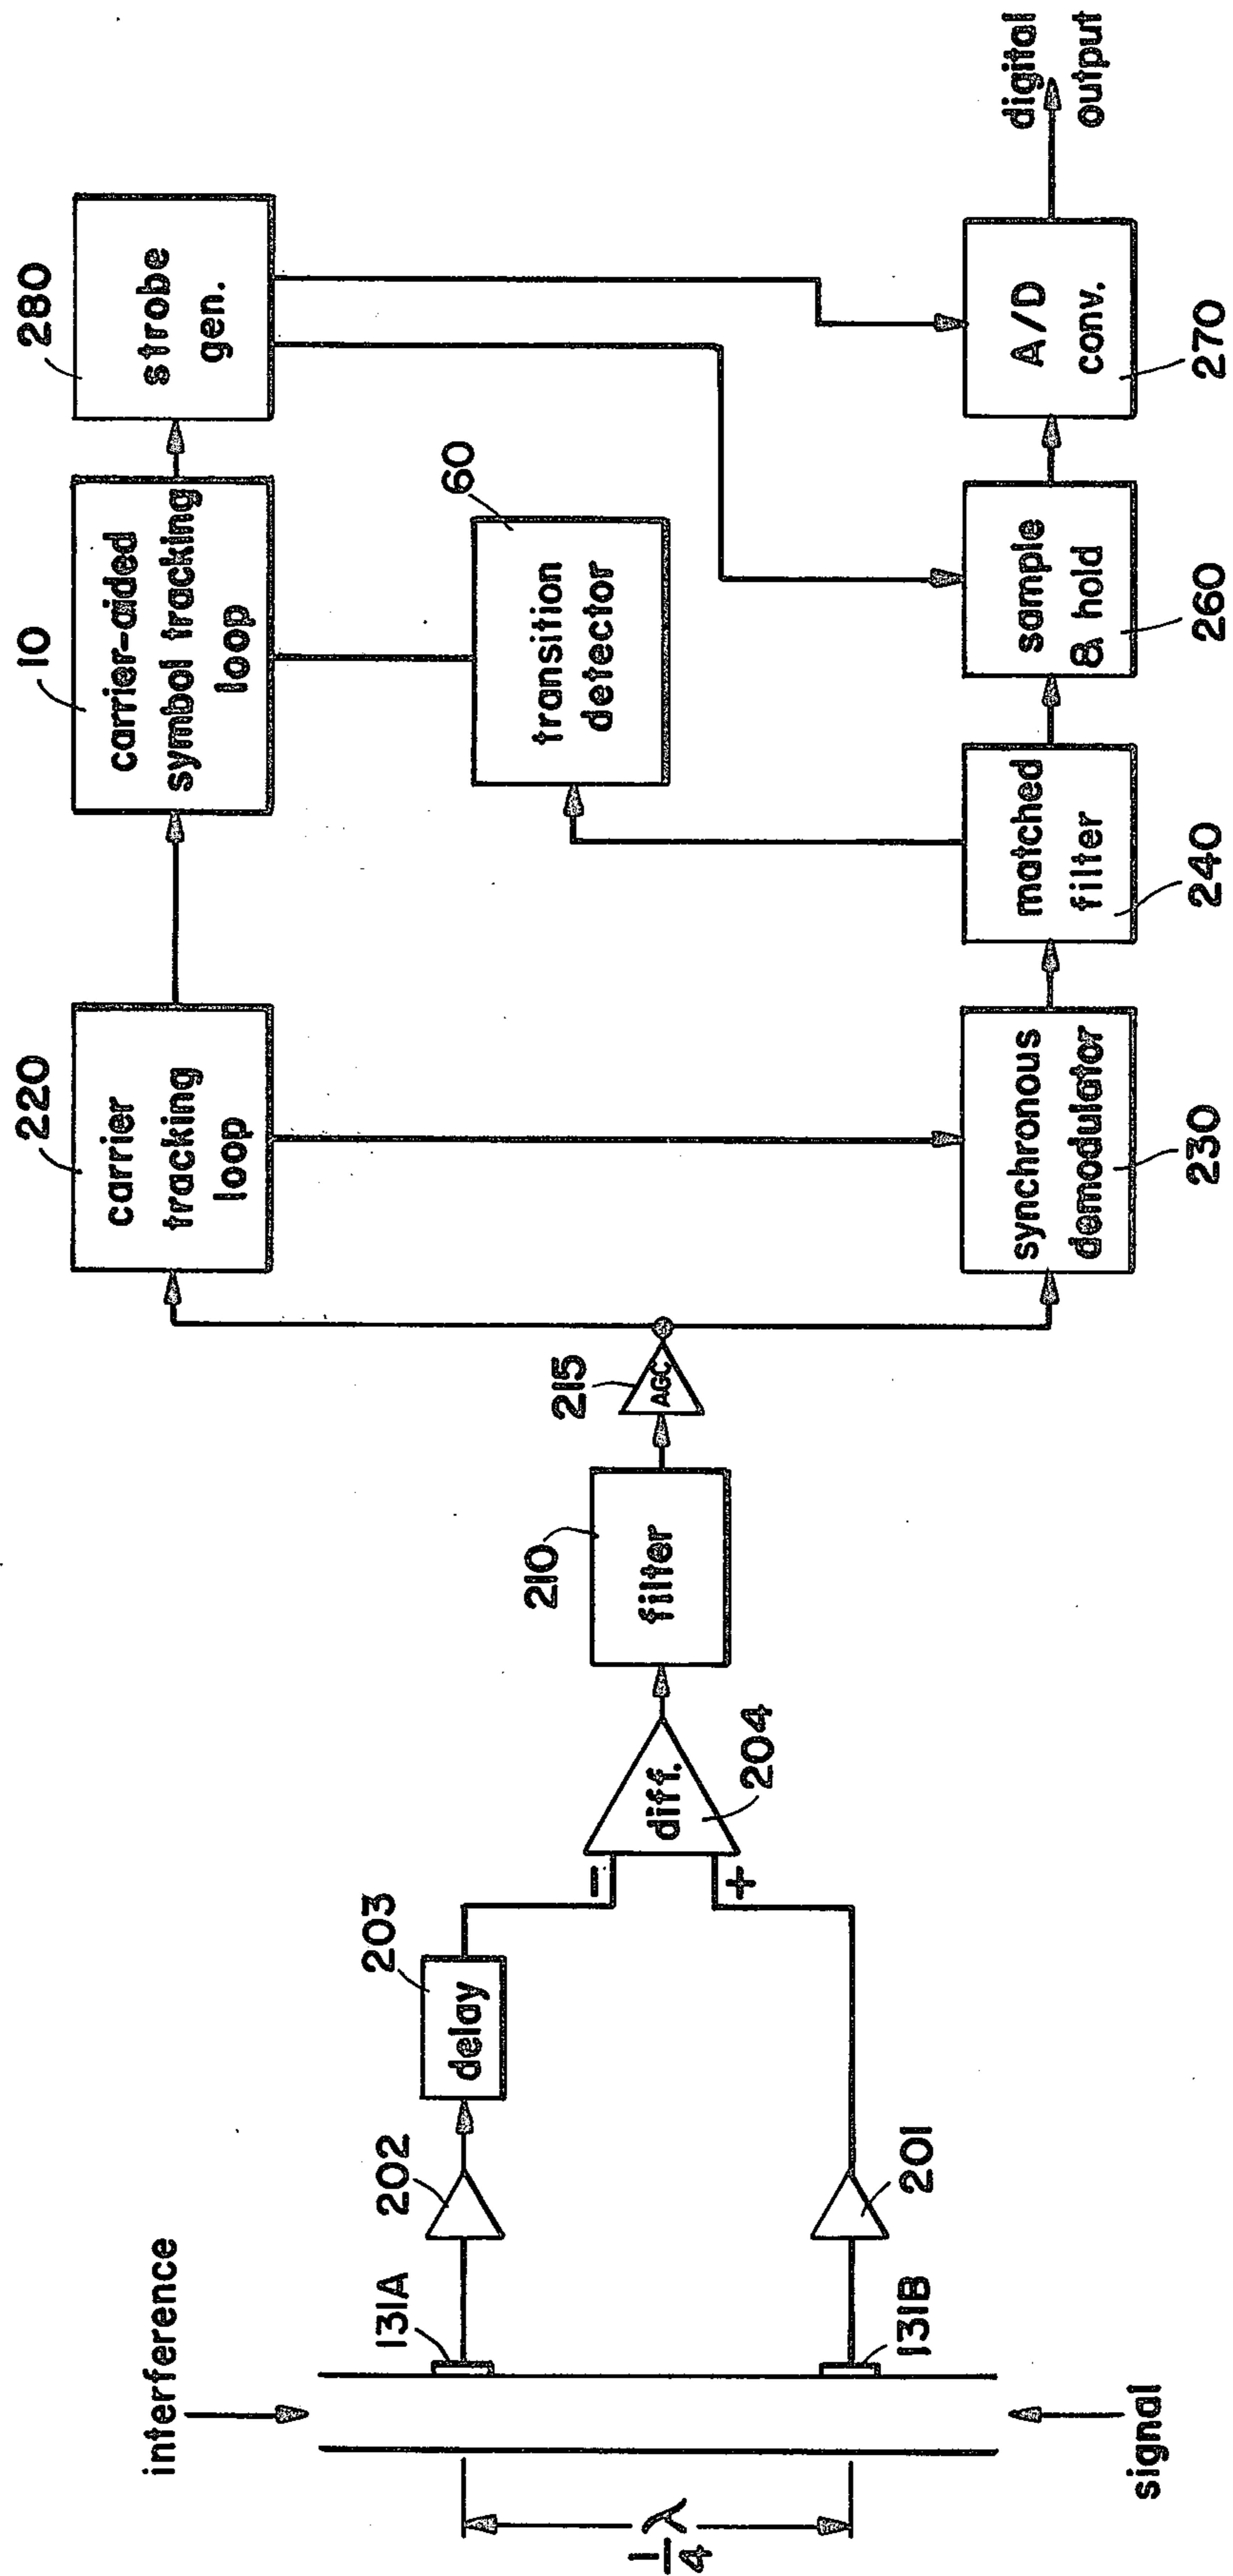 interference
signal
1/4 λ
131A
131B
202
201
203
delay
−
+
diff.
204
210
filter
215
AGC
220
carrier
tracking
loop
synchronous
demodulator
230
10
carrier-aided
symbol tracking
loop
60
transition
detector
matched
filter
240
280
strobe
gen.
sample
& hold
260
A/D
conv.
270
digital
output